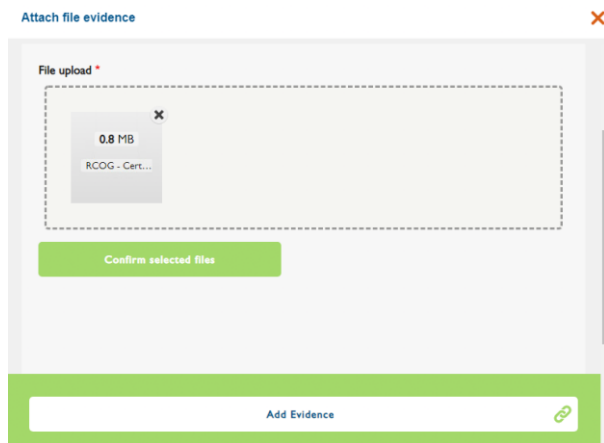 Attach file evidence
File upload *
0.8 MB
RCOG - Cert...
Confirm selected files
Add Evidence